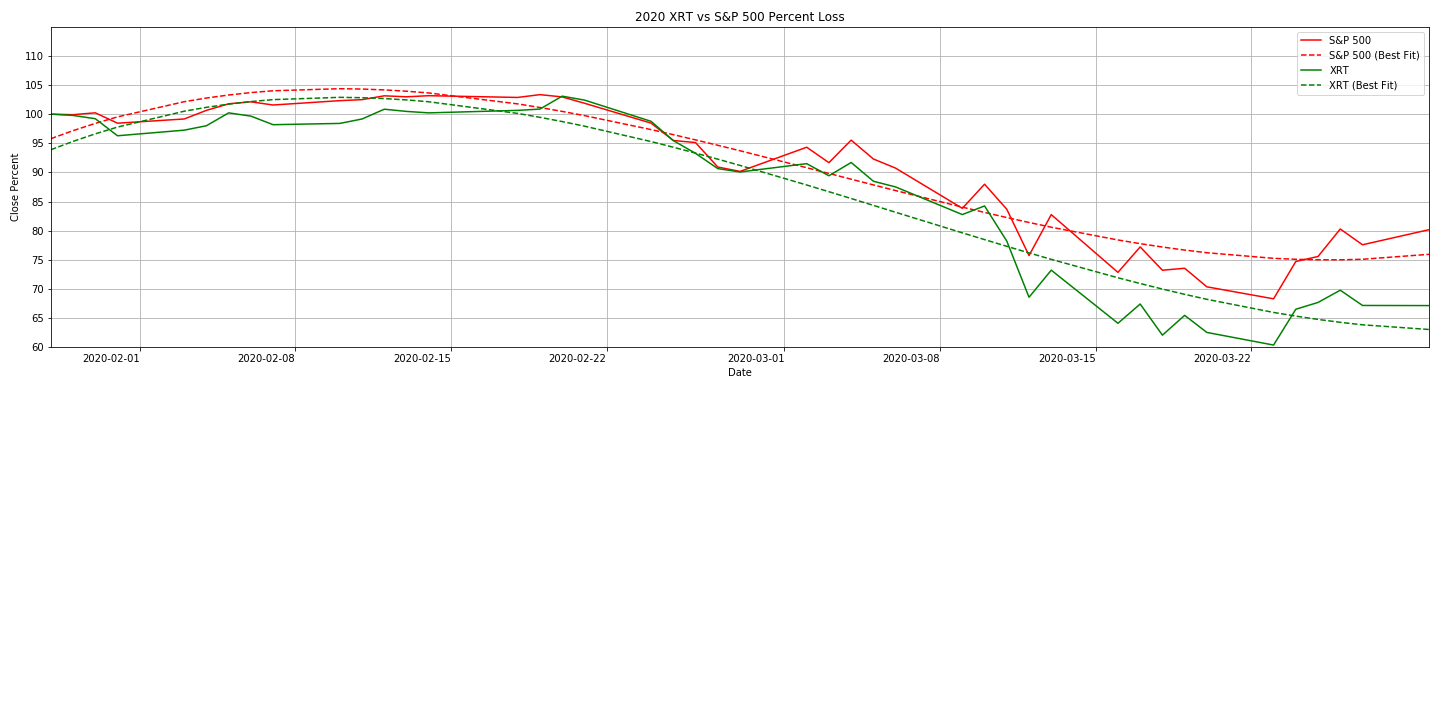 2020 XRT vs S&P 500 Percent Loss
S&P 500
S&P 500 (Best Fit)
XRT
XRT (Best Fit)
Close Percent
110
105
100
95
90
85
80
75
70
65
60
2020-02-01 2020-02-08 2020-02-15 2020-02-22 2020-03-01 2020-03-08 2020-03-15 2020-03-22
Date